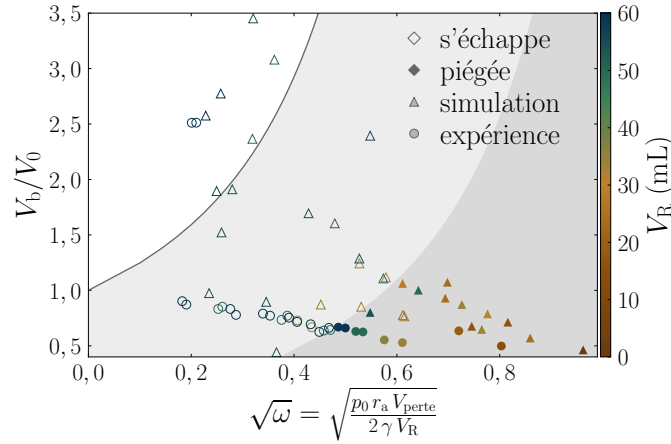 3,5
3,0
2,5
2,0
1,5
1,0
0,5
V_b/V_0
0,0 0,2 0,4 0,6 0,8
√ω = √(p_0 r_a V_perte / 2 γ V_R)
s'échappe
piégée
simulation
expérience
60
50
40
30
20
10
0
V_R (mL)